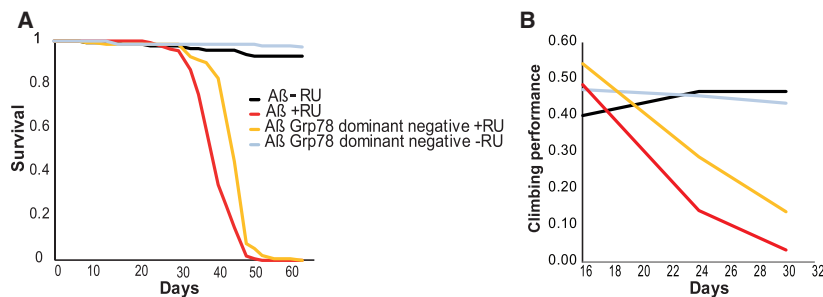 A
B
1
0.8
0.6
0.4
0.2
0
Survival
0 10 20 30 40 50 60
Days
Aß– RU
Aß +RU
Aß Grp78 dominant negative +RU
Aß Grp78 dominant negative -RU
0.60
0.50
0.40
0.30
0.20
0.10
0.00
Climbing performance
16 18 20 22 24 26 28 30 32
Days